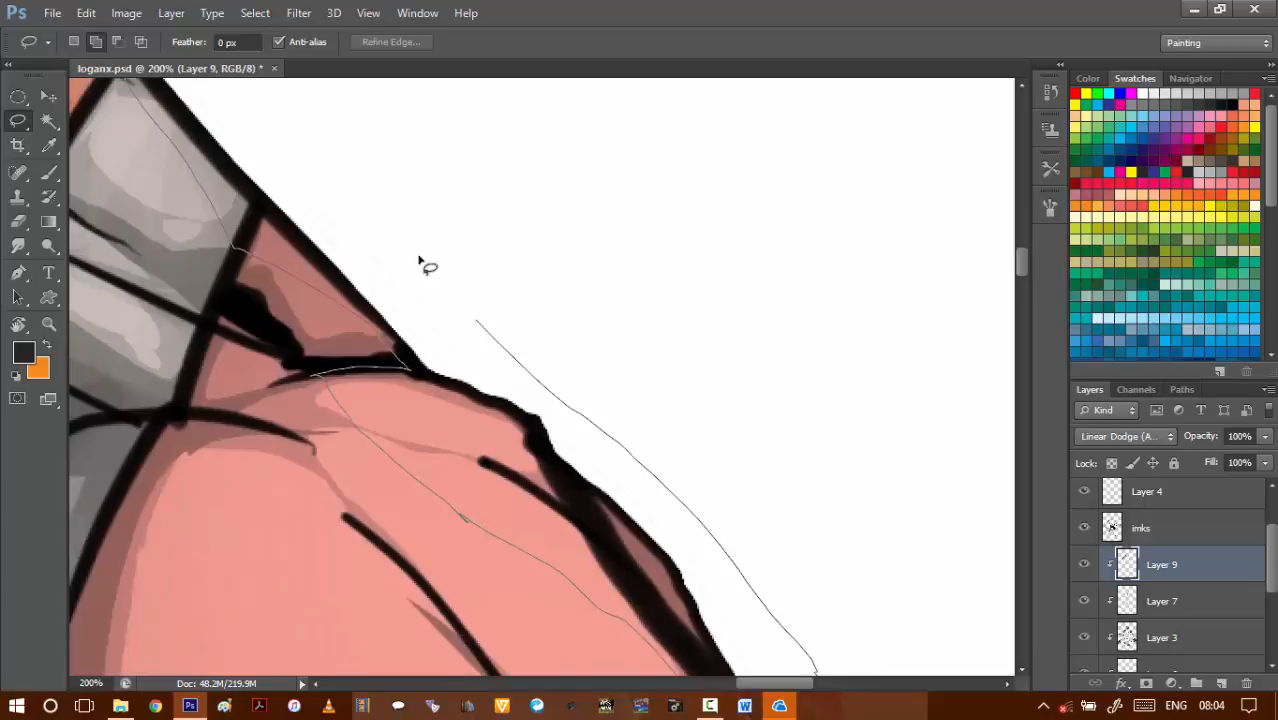 Ps File Edit Image Layer Type Select Filter 3D View Window Help
Feather: 0 px Anti-alias Refine Edge... Painting
loganx.psd @ 200% (Layer 9, RGB/8) * ×
Color Swatches Navigator
Layers Channels Paths
Kind
Linear Dodge (A... Opacity: 100%
Lock: Fill: 100%
Layer 4
imks
Layer 9
Layer 7
Layer 3
200% Doc: 48.2M/219.9M
Ps W ENG 08:04